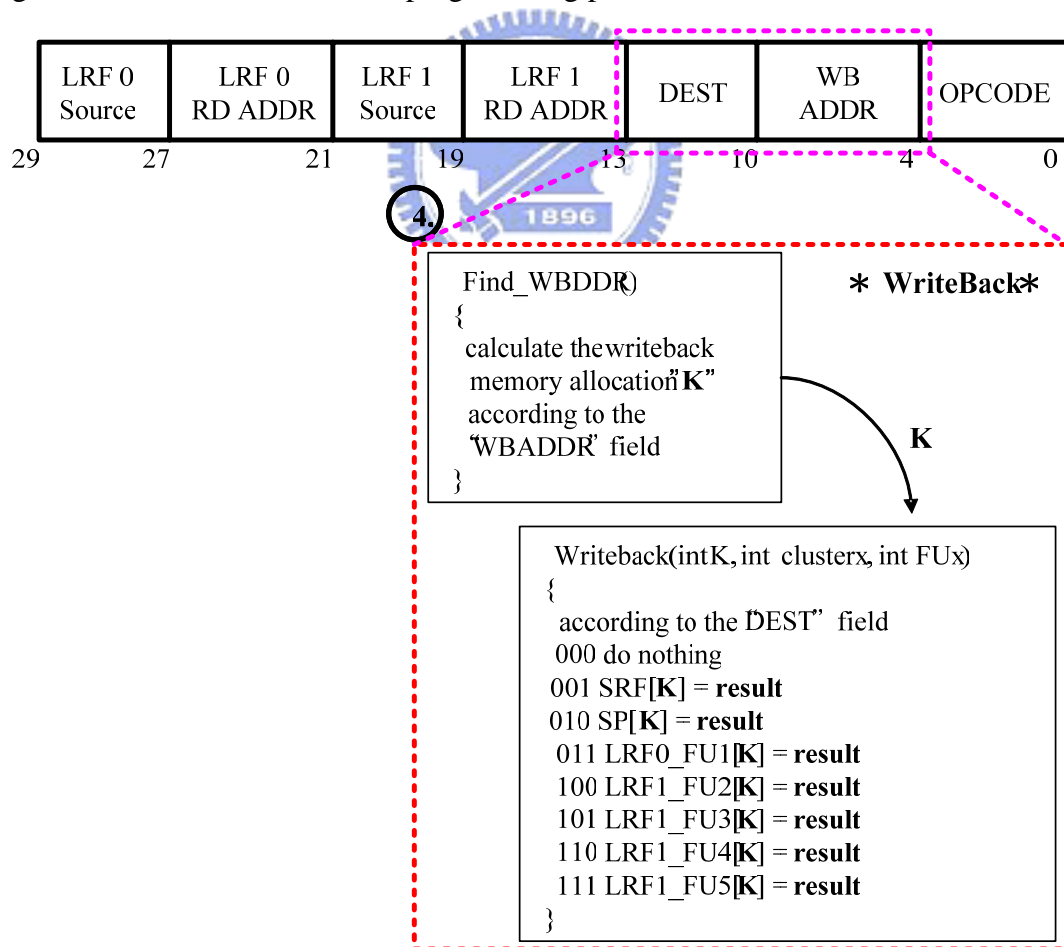 LRF 0 Source
LRF 0 RD ADDR
LRF 1 Source
LRF 1 RD ADDR
DEST
WB ADDR
OPCODE
29 27 21 19 13 10 4 0
4.
1896
Find_WBDDR()
{
calculate thewriteback
memory allocation"K"
according to the
"WBADDR" field
}
* WriteBack*
K
Writeback(intK, int clusterx, int FUx)
{
according to the "DEST" field
000 do nothing
001 SRF[K] = result
010 SP[K] = result
011 LRF0_FU1[K] = result
100 LRF1_FU2[K] = result
101 LRF1_FU3[K] = result
110 LRF1_FU4[K] = result
111 LRF1_FU5[K] = result
}